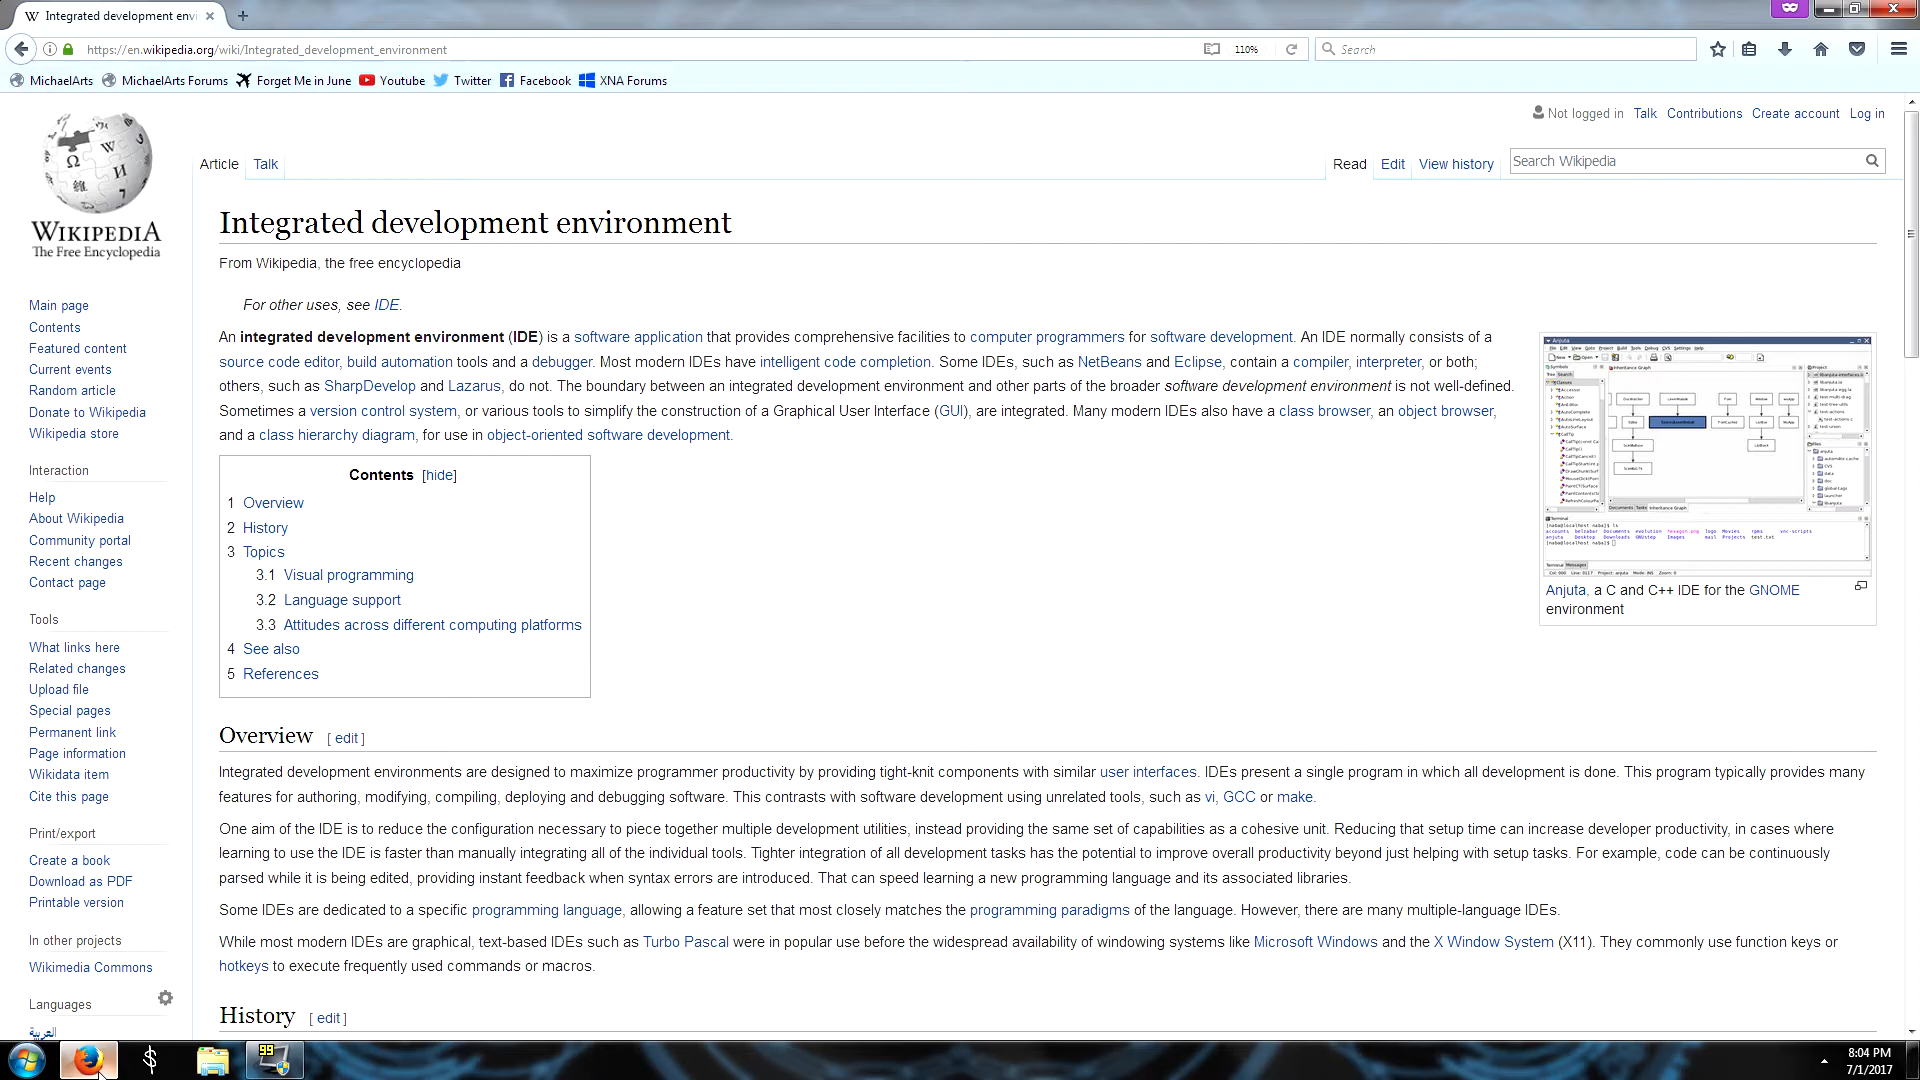 Integrated development envi
https://en.wikipedia.org/wiki/Integrated_development_environment
110%
Search
MichaelArts
MichaelArts Forums
Forget Me in June
Youtube
Twitter
Facebook
XNA Forums
Not logged in Talk Contributions Create account Log in
WIKIPEDIA
The Free Encyclopedia
Article Talk
Read Edit View history
Search Wikipedia
Main page
Contents
Featured content
Current events
Random article
Donate to Wikipedia
Wikipedia store
Interaction
Help
About Wikipedia
Community portal
Recent changes
Contact page
Tools
What links here
Related changes
Upload file
Special pages
Permanent link
Page information
Wikidata item
Cite this page
Print/export
Create a book
Download as PDF
Printable version
In other projects
Wikimedia Commons
Languages
العربية
Integrated development environment
From Wikipedia, the free encyclopedia
For other uses, see IDE.
An integrated development environment (IDE) is a software application that provides comprehensive facilities to computer programmers for software development. An IDE normally consists of a
source code editor, build automation tools and a debugger. Most modern IDEs have intelligent code completion. Some IDEs, such as NetBeans and Eclipse, contain a compiler, interpreter, or both;
others, such as SharpDevelop and Lazarus, do not. The boundary between an integrated development environment and other parts of the broader software development environment is not well-defined.
Sometimes a version control system, or various tools to simplify the construction of a Graphical User Interface (GUI), are integrated. Many modern IDEs also have a class browser, an object browser,
and a class hierarchy diagram, for use in object-oriented software development.
Anjuta, a C and C++ IDE for the GNOME
environment
Contents [hide]
1 Overview
2 History
3 Topics
3.1 Visual programming
3.2 Language support
3.3 Attitudes across different computing platforms
4 See also
5 References
Overview [ edit ]
Integrated development environments are designed to maximize programmer productivity by providing tight-knit components with similar user interfaces. IDEs present a single program in which all development is done. This program typically provides many
features for authoring, modifying, compiling, deploying and debugging software. This contrasts with software development using unrelated tools, such as vi, GCC or make.
One aim of the IDE is to reduce the configuration necessary to piece together multiple development utilities, instead providing the same set of capabilities as a cohesive unit. Reducing that setup time can increase developer productivity, in cases where
learning to use the IDE is faster than manually integrating all of the individual tools. Tighter integration of all development tasks has the potential to improve overall productivity beyond just helping with setup tasks. For example, code can be continuously
parsed while it is being edited, providing instant feedback when syntax errors are introduced. That can speed learning a new programming language and its associated libraries.
Some IDEs are dedicated to a specific programming language, allowing a feature set that most closely matches the programming paradigms of the language. However, there are many multiple-language IDEs.
While most modern IDEs are graphical, text-based IDEs such as Turbo Pascal were in popular use before the widespread availability of windowing systems like Microsoft Windows and the X Window System (X11). They commonly use function keys or
hotkeys to execute frequently used commands or macros.
History [ edit ]
99
8:04 PM
7/1/2017